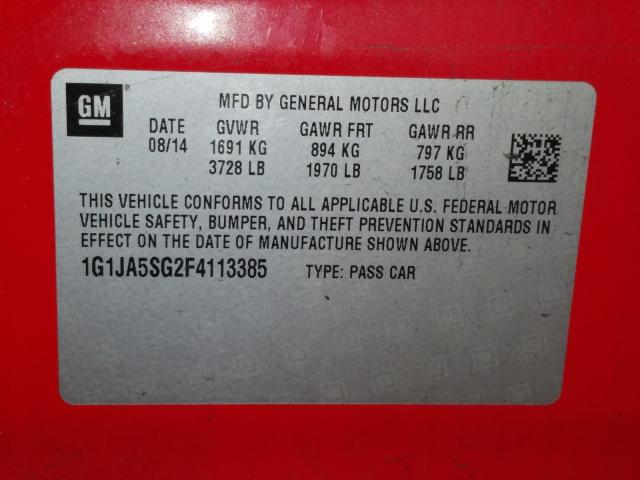 GM ®
MFD BY GENERAL MOTORS LLC
DATE GVWR GAWR FRT GAWR RR
08/14 1691 KG 894 KG 797 KG
3728 LB 1970 LB 1758 LB
THIS VEHICLE CONFORMS TO ALL APPLICABLE U.S. FEDERAL MOTOR
VEHICLE SAFETY, BUMPER, AND THEFT PREVENTION STANDARDS IN
EFFECT ON THE DATE OF MANUFACTURE SHOWN ABOVE.
1G1JA5SG2F4113385 TYPE: PASS CAR